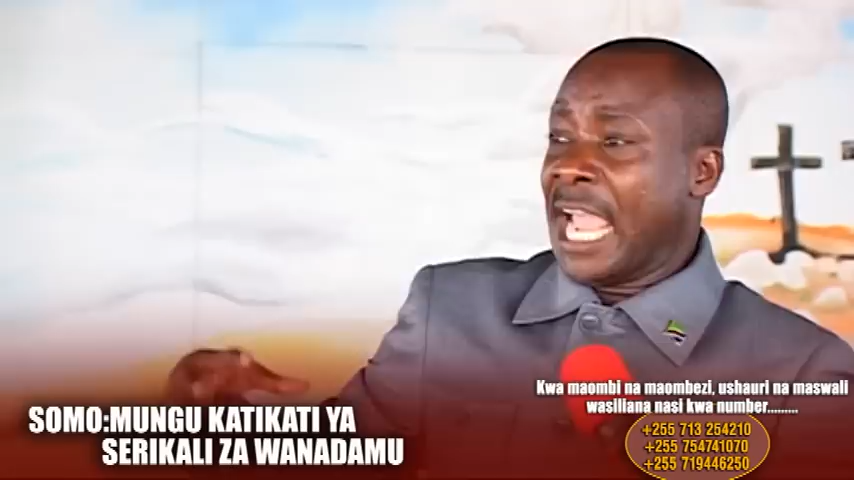 SOMO:MUNGU KATIKATI YA
SERIKALI ZA WANADAMU
Kwa maombi na maombezi, ushauri na maswali
wasiliana nasi kwa number.........
+255 713 254210
+255 754741070
+255 719446250